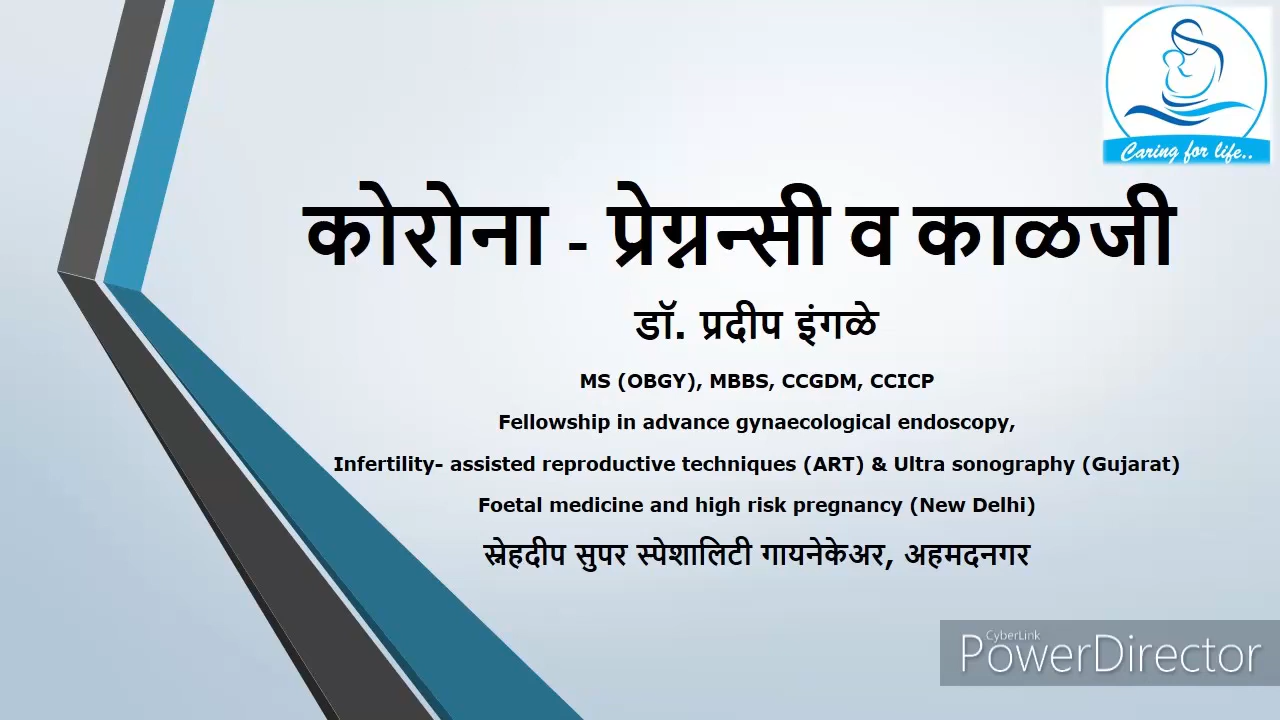 Caring for life..
कोरोना - प्रेग्नन्सी व काळजी
डॉ. प्रदीप इंगळे
MS (OBGY), MBBS, CCGDM, CCICP
Fellowship in advance gynaecological endoscopy,
Infertility- assisted reproductive techniques (ART) & Ultra sonography (Gujarat)
Foetal medicine and high risk pregnancy (New Delhi)
स्नेहदीप सुपर स्पेशालिटी गायनेकेअर, अहमदनगर
CyberLink
PowerDirector